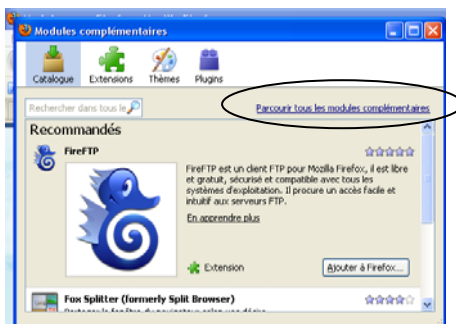 Modules complémentaires
Catalogue Extensions Thèmes Plugins
Rechercher dans tous le
Parcourir tous les modules complémentaires
Recommandés
FireFTP
FireFTP est un client FTP pour Mozilla Firefox, il est libre
et gratuit, sécurisé et compatible avec tous les
systèmes d'exploitation. Il procure un accès facile et
intuitif aux serveurs FTP.
En apprendre plus
Extension
Ajouter à Firefox...
Fox Splitter (formerly Split Browser)